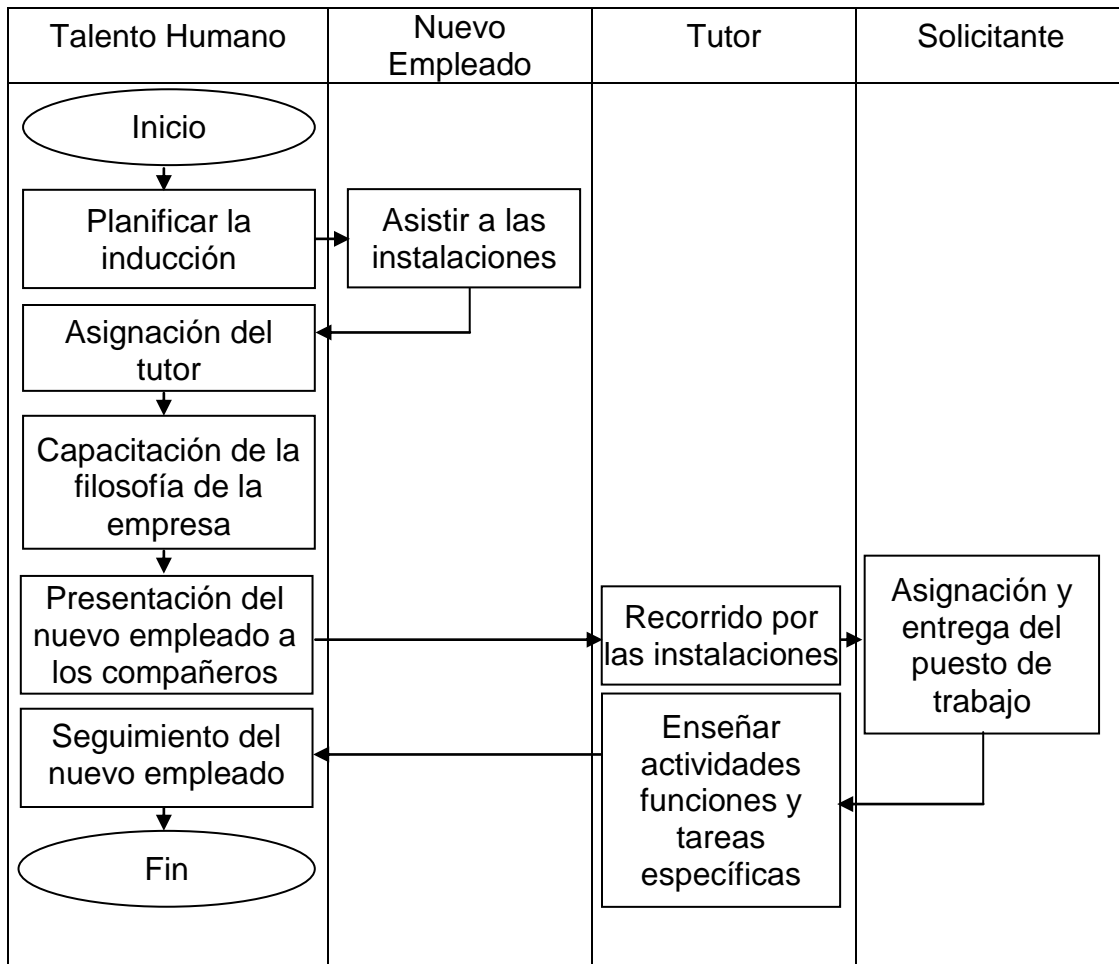 Talento Humano
Nuevo
Empleado
Tutor
Solicitante
Inicio
Planificar la
inducción
Asistir a las
instalaciones
Asignación del
tutor
Capacitación de la
filosofía de la
empresa
Presentación del
nuevo empleado a
los compañeros
Recorrido por
las instalaciones
Asignación y
entrega del
puesto de
trabajo
Enseñar
actividades
funciones y
tareas
específicas
Seguimiento del
nuevo empleado
Fin